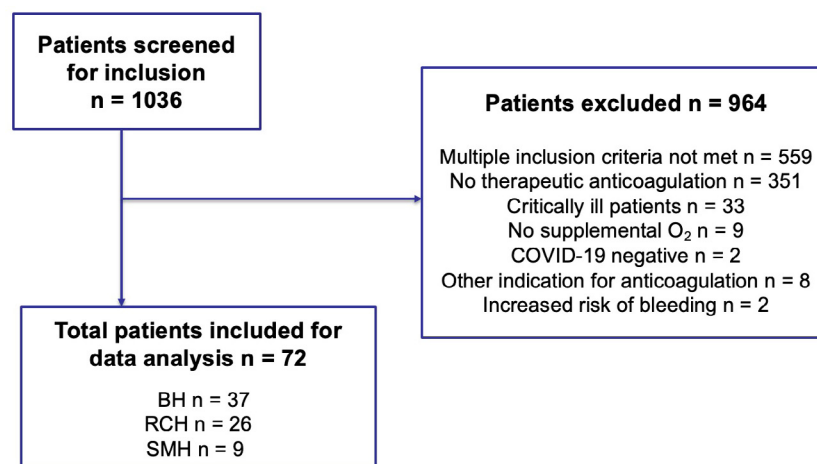 Patients screened
for inclusion
n = 1036
Patients excluded n = 964
Multiple inclusion criteria not met n = 559
No therapeutic anticoagulation n = 351
Critically ill patients n = 33
No supplemental O₂ n = 9
COVID-19 negative n = 2
Other indication for anticoagulation n = 8
Increased risk of bleeding n = 2
Total patients included for
data analysis n = 72
BH n = 37
RCH n = 26
SMH n = 9